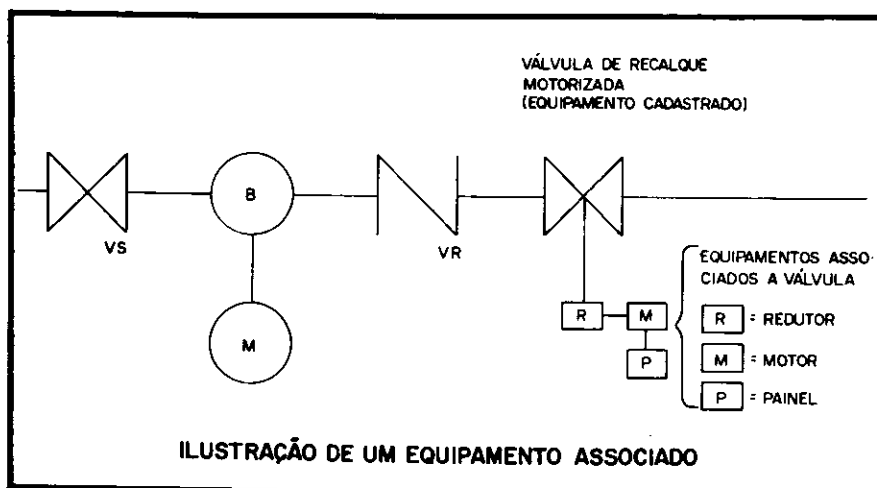 VÁLVULA DE RECALQUE
MOTORIZADA
(EQUIPAMENTO CADASTRADO)
B
VS
VR
M
R
M
P
EQUIPAMENTOS ASSO-
CIADOS A VÁLVULA
R = REDUTOR
M = MOTOR
P = PAINEL
ILUSTRAÇÃO DE UM EQUIPAMENTO ASSOCIADO